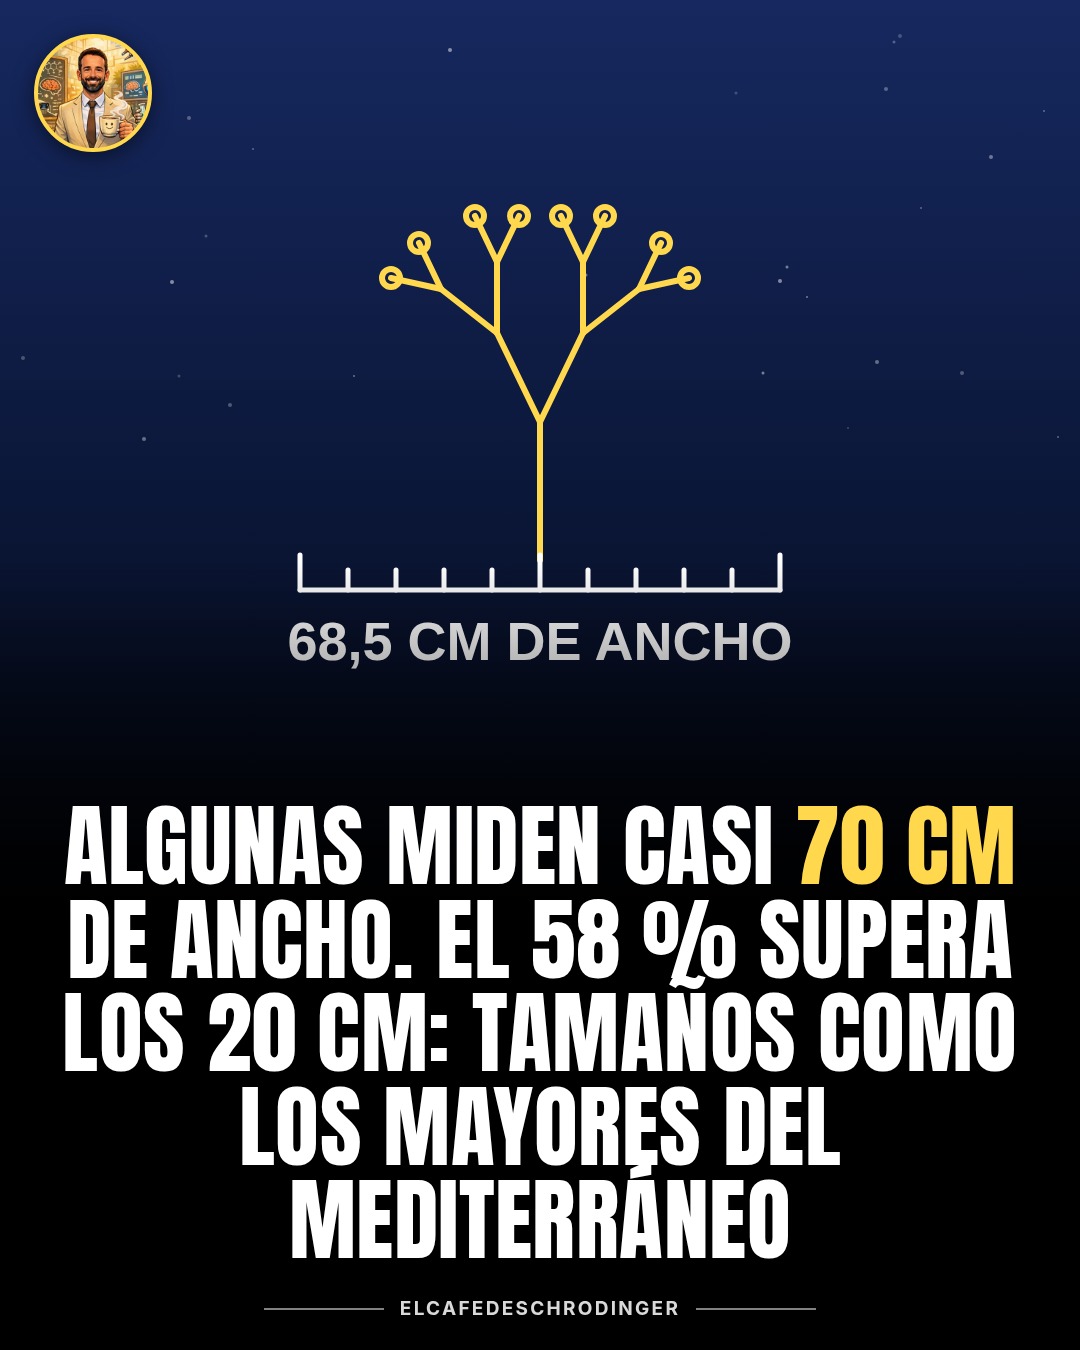 68,5 CM DE ANCHO
ALGUNAS MIDEN CASI 70 CM
DE ANCHO. EL 58 % SUPERA
LOS 20 CM: TAMAÑOS COMO
LOS MAYORES DEL
MEDITERRÁNEO
ELCAFEDESCHRODINGER